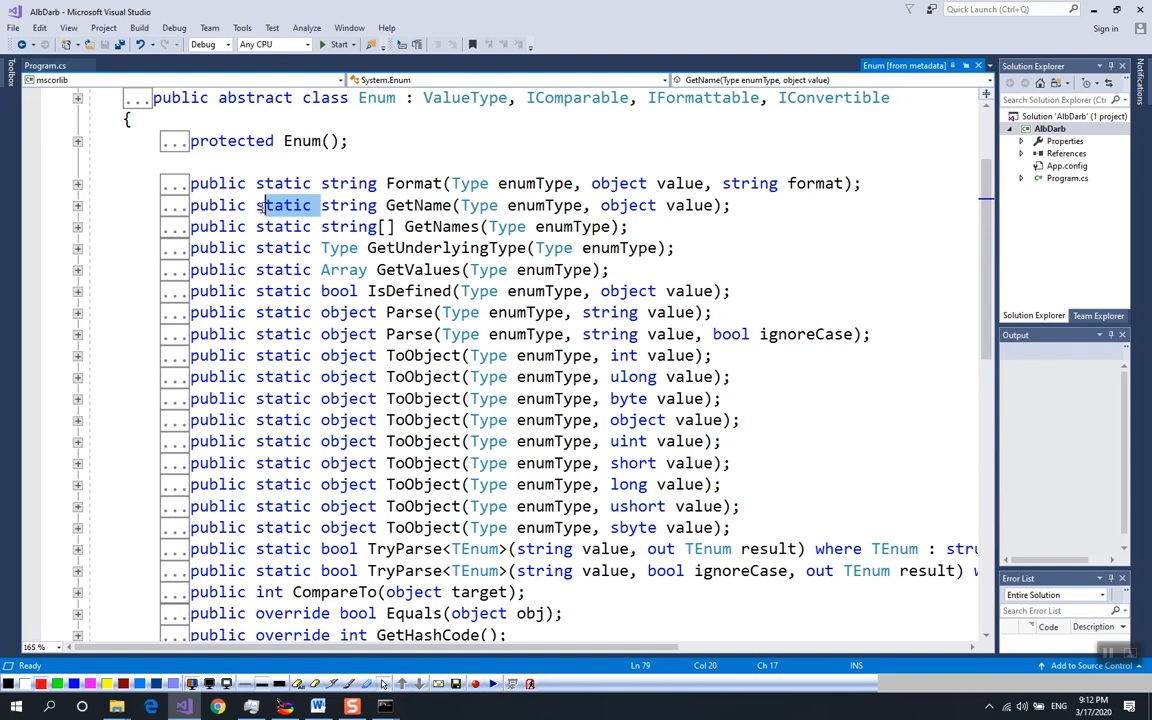 AlbDarb - Microsoft Visual Studio
Quick Launch (Ctrl+Q)
File Edit View Project Build Debug Team Tools Test Analyze Window Help
Sign in
Debug Any CPU Start
Toolbox
Program.cs
Enum [from metadata]
mscorlib
System.Enum
GetName(Type enumType, object value)
...public abstract class Enum : ValueType, IComparable, IFormattable, IConvertible
{
...protected Enum();
...public static string Format(Type enumType, object value, string format);
...public static string GetName(Type enumType, object value);
...public static string[] GetNames(Type enumType);
...public static Type GetUnderlyingType(Type enumType);
...public static Array GetValues(Type enumType);
...public static bool IsDefined(Type enumType, object value);
...public static object Parse(Type enumType, string value);
...public static object Parse(Type enumType, string value, bool ignoreCase);
...public static object ToObject(Type enumType, int value);
...public static object ToObject(Type enumType, ulong value);
...public static object ToObject(Type enumType, byte value);
...public static object ToObject(Type enumType, object value);
...public static object ToObject(Type enumType, uint value);
...public static object ToObject(Type enumType, short value);
...public static object ToObject(Type enumType, long value);
...public static object ToObject(Type enumType, ushort value);
...public static object ToObject(Type enumType, sbyte value);
...public static bool TryParse<TEnum>(string value, out TEnum result) where TEnum : stru
...public static bool TryParse<TEnum>(string value, bool ignoreCase, out TEnum result) w
...public int CompareTo(object target);
...public override bool Equals(object obj);
...public override int GetHashCode();
165 %
Solution Explorer
Search Solution Explorer (Ctrl
Solution 'AlbDarb' (1 project)
AlbDarb
Properties
References
App.config
Program.cs
Solution Explorer Team Explorer
Notifications
Output
Error List
Entire Solution
Search Error List
Code Description
Ready
Ln 79 Col 20 Ch 17 INS
Add to Source Control
ENG
9:12 PM
3/17/2020